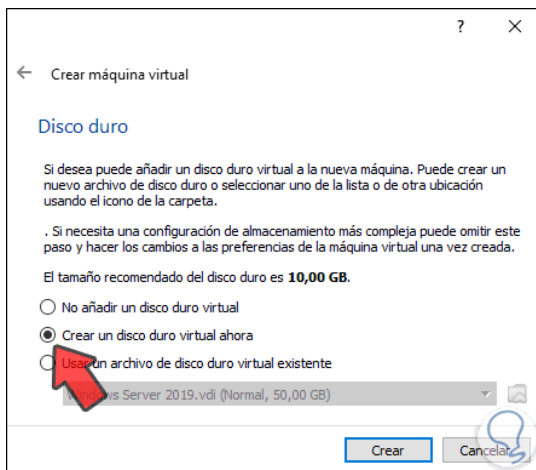 ?
Crear máquina virtual
Disco duro
Si desea puede añadir un disco duro virtual a la nueva máquina. Puede crear un
nuevo archivo de disco duro o seleccionar uno de la lista o de otra ubicación
usando el icono de la carpeta.
. Si necesita una configuración de almacenamiento más compleja puede omitir este
paso y hacer los cambios a las preferencias de la máquina virtual una vez creada.
El tamaño recomendado del disco duro es 10,00 GB.
No añadir un disco duro virtual
Crear un disco duro virtual ahora
Usar un archivo de disco duro virtual existente
Windows Server 2019.vdi (Normal, 50,00 GB)
Crear
Cancelar